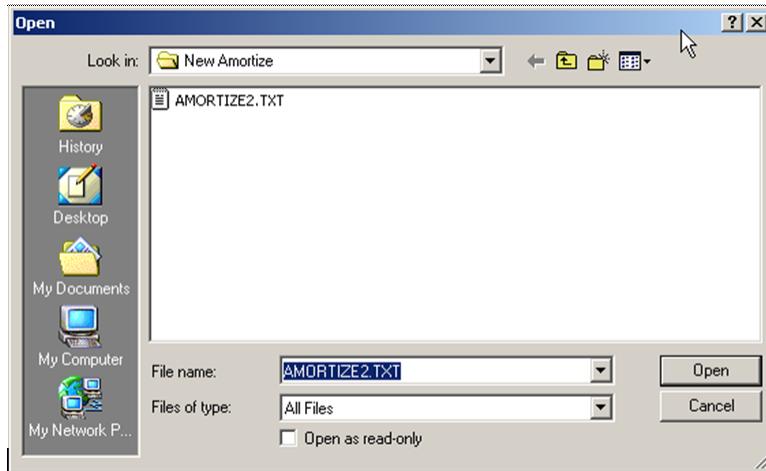 Open
Look in: New Amortize
AMORTIZE2.TXT
History
Desktop
My Documents
My Computer
My Network P...
File name: AMORTIZE2.TXT Open
Files of type: All Files Cancel
Open as read-only